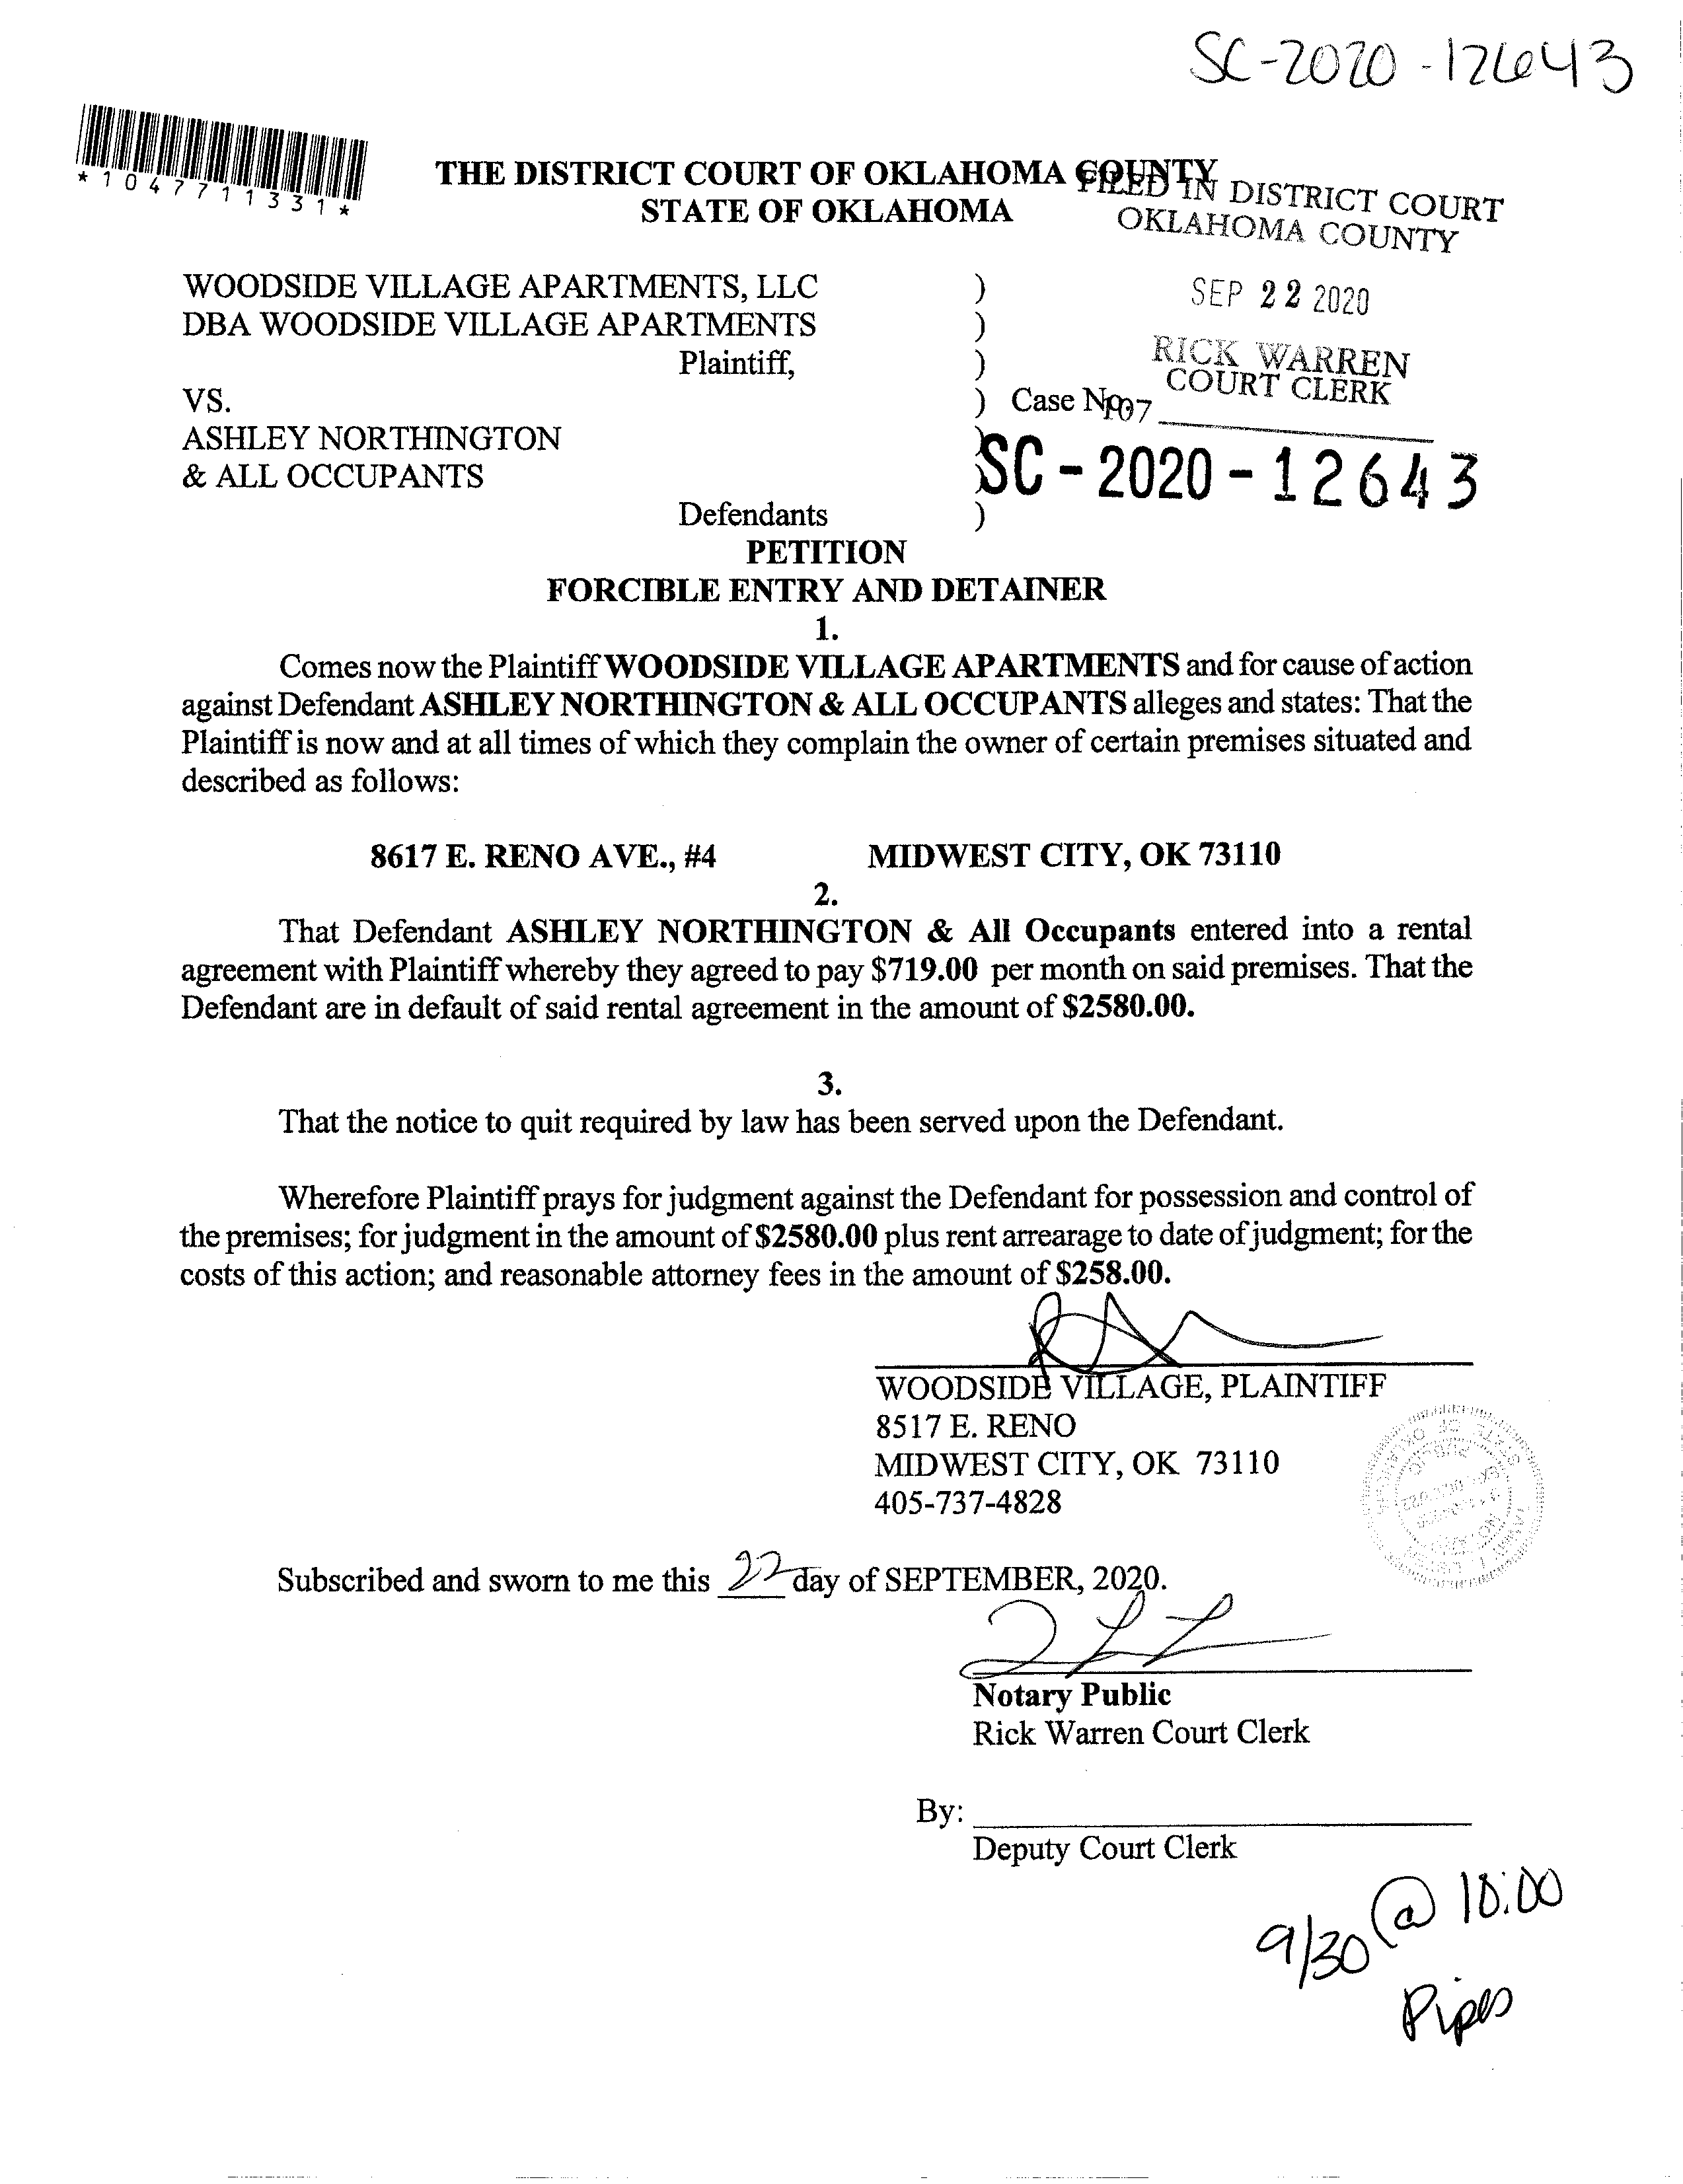 SC-2020-12643
*1047711331*
THE DISTRICT COURT OF OKLAHOMA COUNTY
STATE OF OKLAHOMA
FILED IN DISTRICT COURT
OKLAHOMA COUNTY
WOODSIDE VILLAGE APARTMENTS, LLC )
DBA WOODSIDE VILLAGE APARTMENTS )
SEP 22 2020
Plaintiff, )
RICK WARREN
COURT CLERK
VS. ) Case No.
107
ASHLEY NORTHINGTON )
& ALL OCCUPANTS )
SC-2020-12643
Defendants )
PETITION
FORCIBLE ENTRY AND DETAINER
1.
Comes now the Plaintiff WOODSIDE VILLAGE APARTMENTS and for cause of action
against Defendant ASHLEY NORTHINGTON & ALL OCCUPANTS alleges and states: That the
Plaintiff is now and at all times of which they complain the owner of certain premises situated and
described as follows:
8617 E. RENO AVE., #4 MIDWEST CITY, OK 73110
2.
That Defendant ASHLEY NORTHINGTON & All Occupants entered into a rental
agreement with Plaintiff whereby they agreed to pay $719.00 per month on said premises. That the
Defendant are in default of said rental agreement in the amount of $2580.00.
3.
That the notice to quit required by law has been served upon the Defendant.
Wherefore Plaintiff prays for judgment against the Defendant for possession and control of
the premises; for judgment in the amount of $2580.00 plus rent arrearage to date of judgment; for the
costs of this action; and reasonable attorney fees in the amount of $258.00.
WOODSIDE VILLAGE, PLAINTIFF
8517 E. RENO
MIDWEST CITY, OK 73110
405-737-4828
Subscribed and sworn to me this 22 day of SEPTEMBER, 2020.
Notary Public
Rick Warren Court Clerk
By:
Deputy Court Clerk
9/30 @ 10:00
Pipes